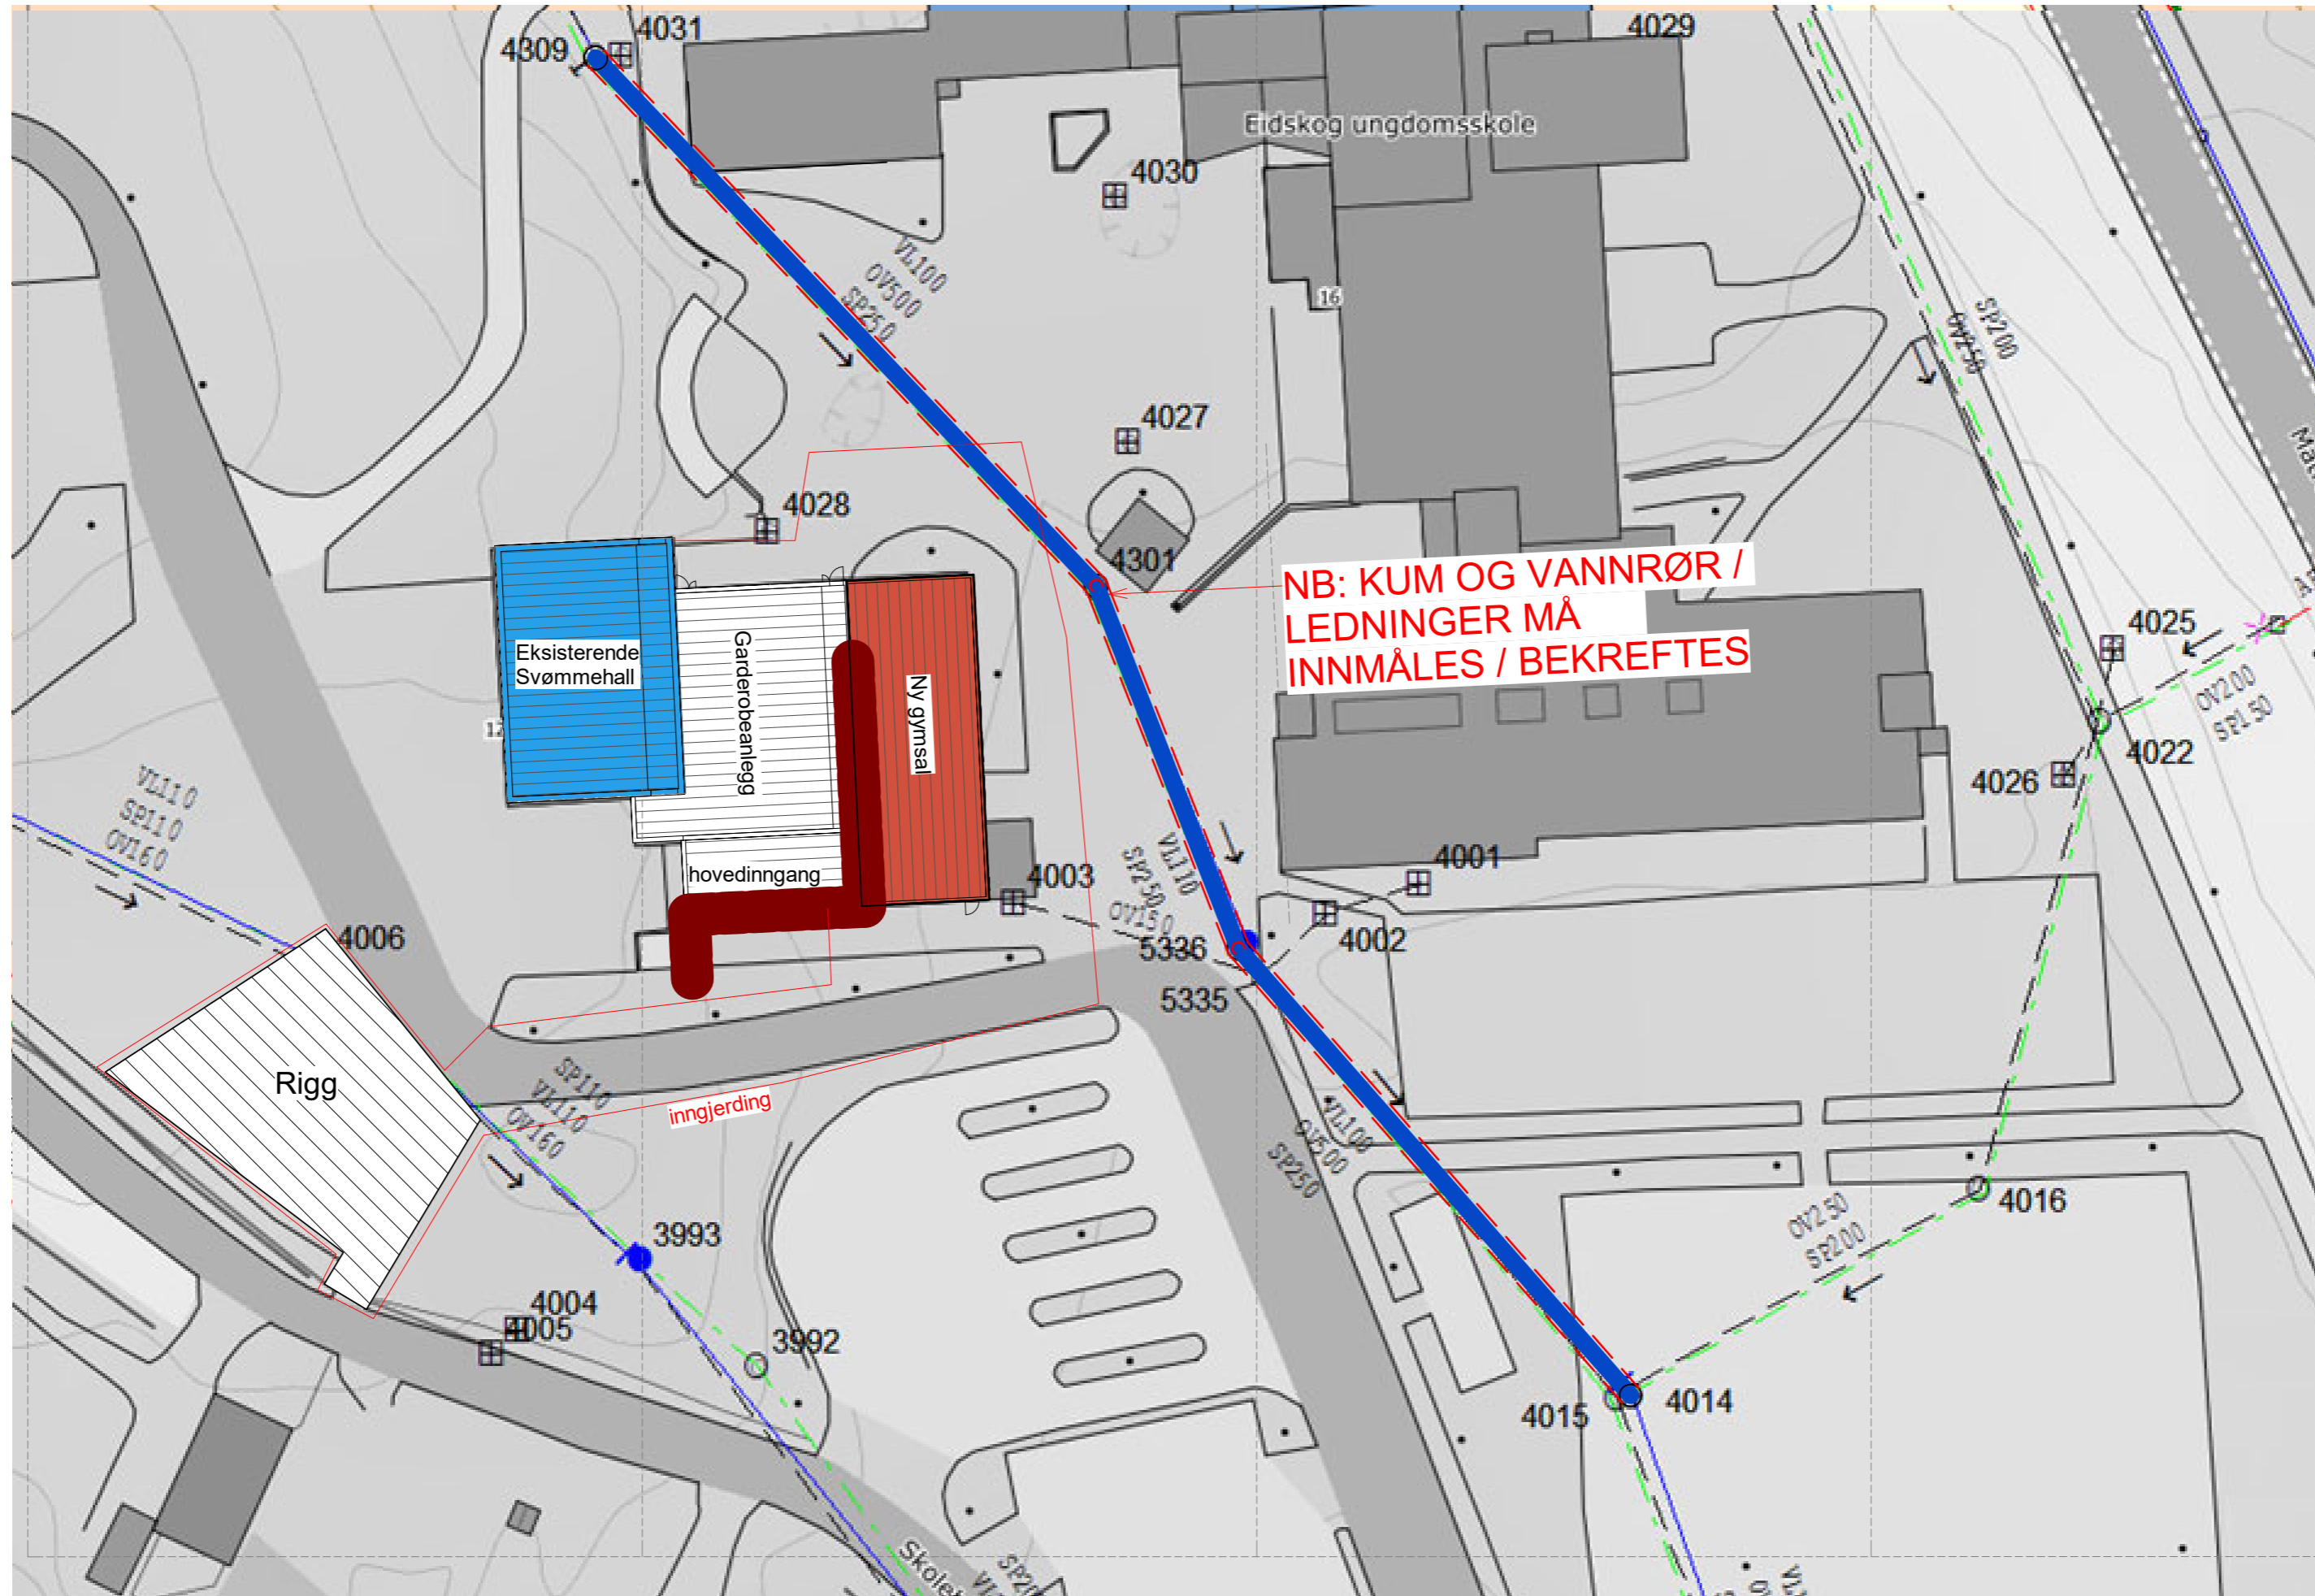 4031
4309
4029
Eidskog ungdomsskole
4030
VL100
OV500
SP250
16
SP200
OV250
4027
4028
4301
NB: KUM OG VANNRØR /
LEDNINGER MÅ
INNMÅLES / BEKREFTES
4025
OV200
SP150
4022
4026
Eksisterende
Svømmehall
Garderobeanlegg
Ny gymsal
12
VL110
SP110
OV160
hovedinngang
4003
VL110
SP250
OV150
4001
4002
5336
5335
4006
Rigg
SP110
VL110
OV160
inngjerding
VL100
OV500
SP250
4016
OV250
SP200
3993
4004
4005
3992
4015
4014